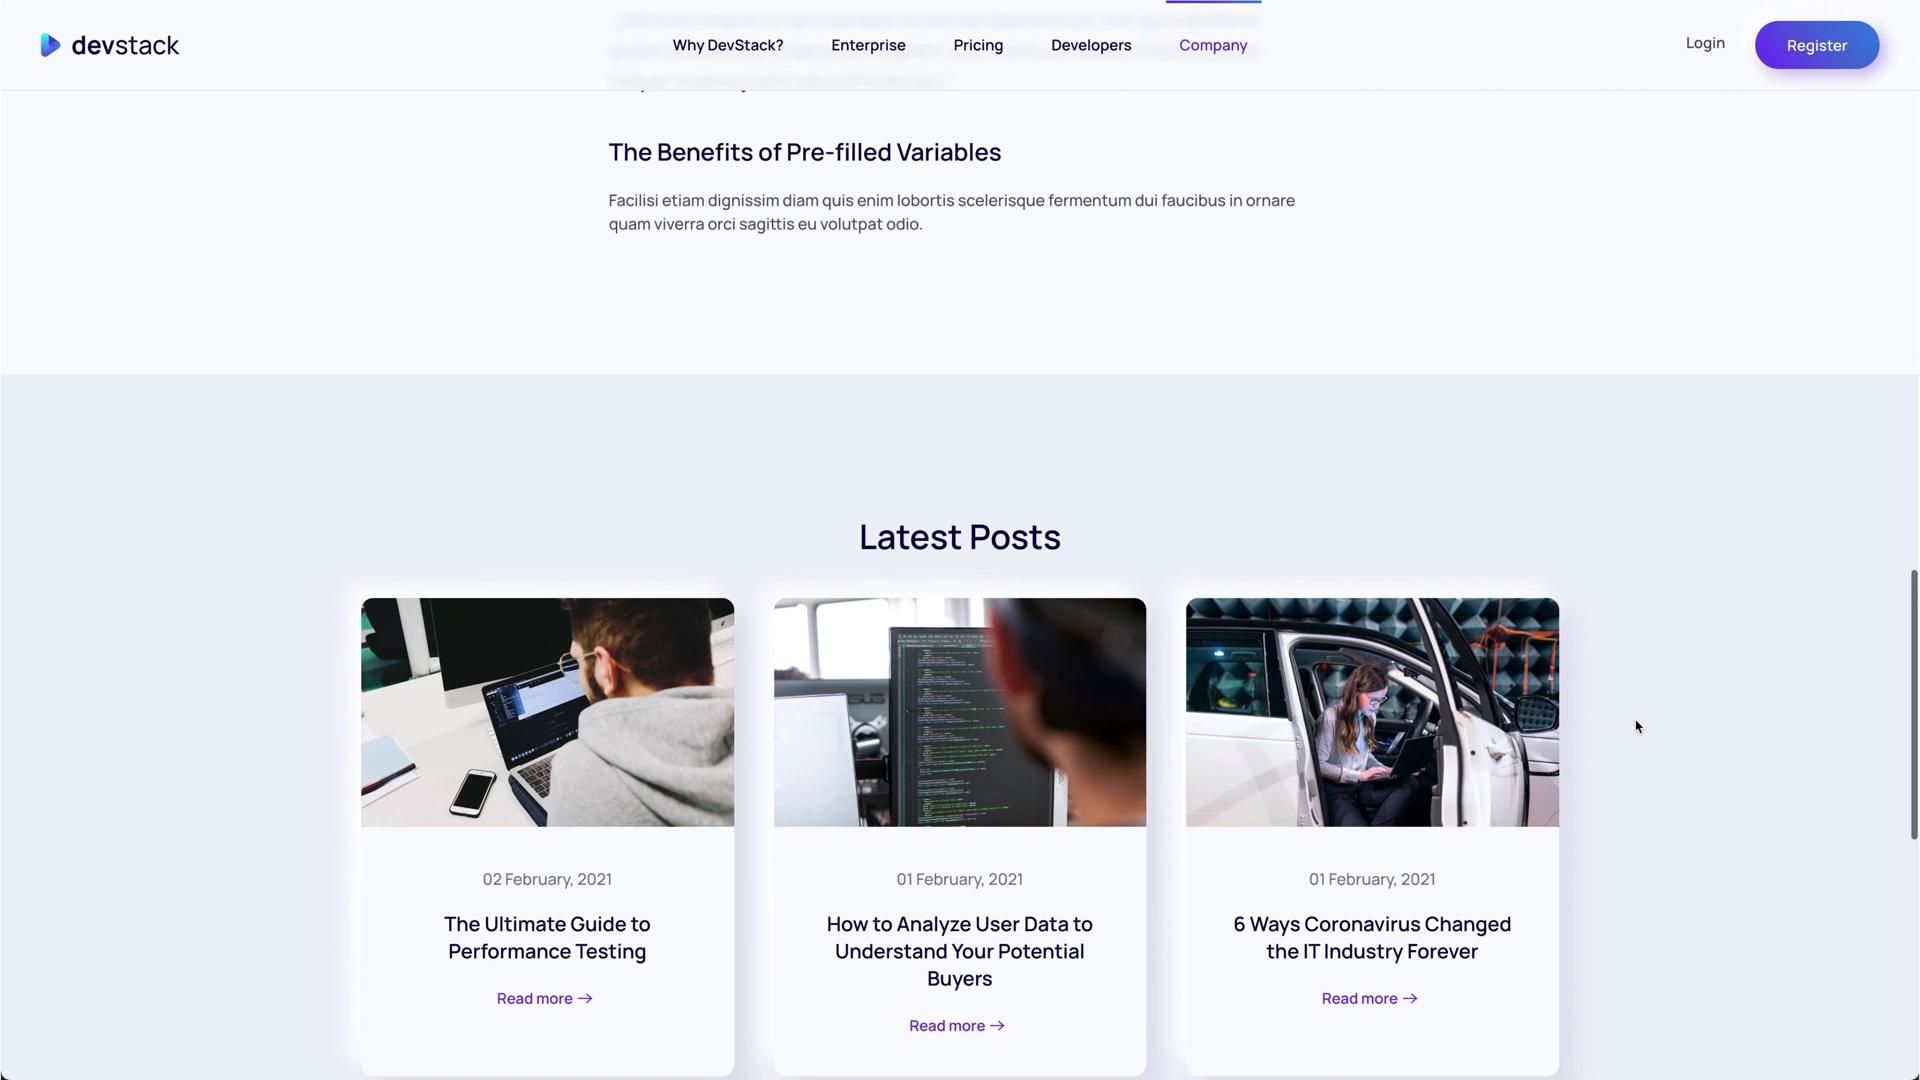 devstack
Why DevStack?
Enterprise
Pricing
Developers
Company
Login
Register
The Benefits of Pre-filled Variables
Facilisi etiam dignissim diam quis enim lobortis scelerisque fermentum dui faucibus in ornare
quam viverra orci sagittis eu volutpat odio.
Latest Posts
02 February, 2021
The Ultimate Guide to
Performance Testing
Read more →
01 February, 2021
How to Analyze User Data to
Understand Your Potential
Buyers
Read more →
01 February, 2021
6 Ways Coronavirus Changed
the IT Industry Forever
Read more →